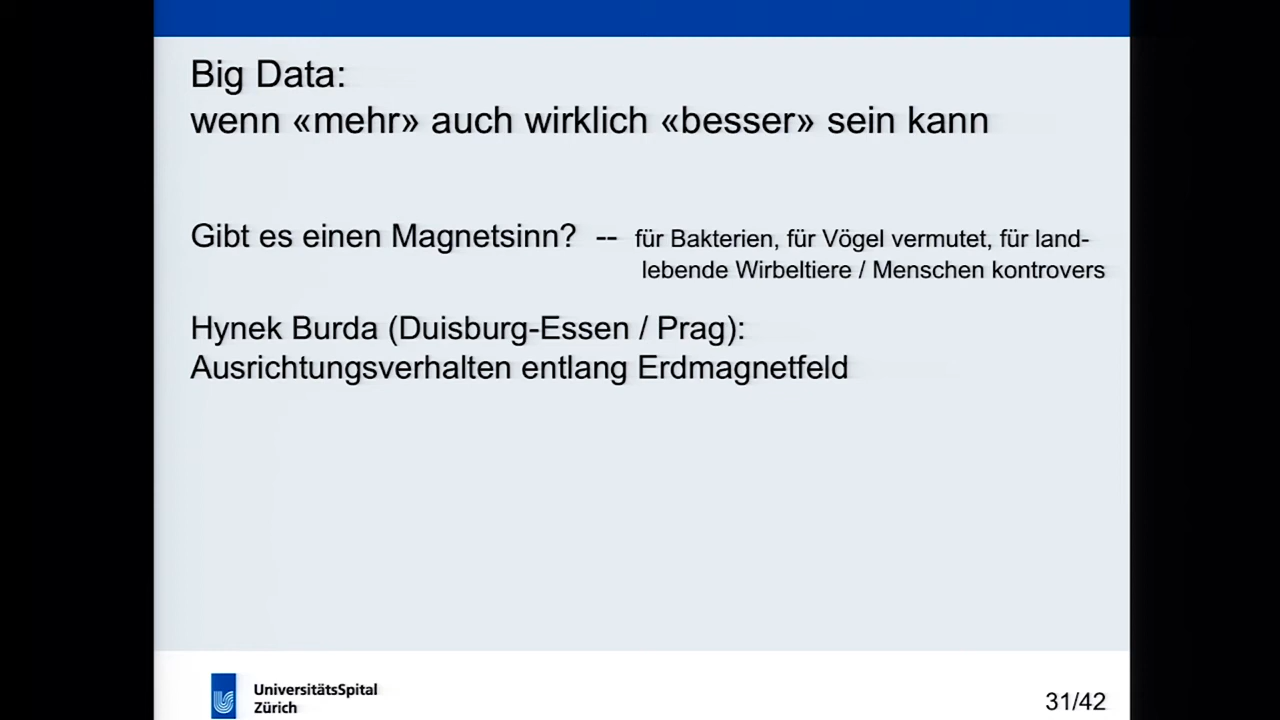 Big Data:
wenn «mehr» auch wirklich «besser» sein kann
Gibt es einen Magnetsinn? -- für Bakterien, für Vögel vermutet, für land-
lebende Wirbeltiere / Menschen kontrovers
Hynek Burda (Duisburg-Essen / Prag):
Ausrichtungsverhalten entlang Erdmagnetfeld
UniversitätsSpital
Zürich
31/42